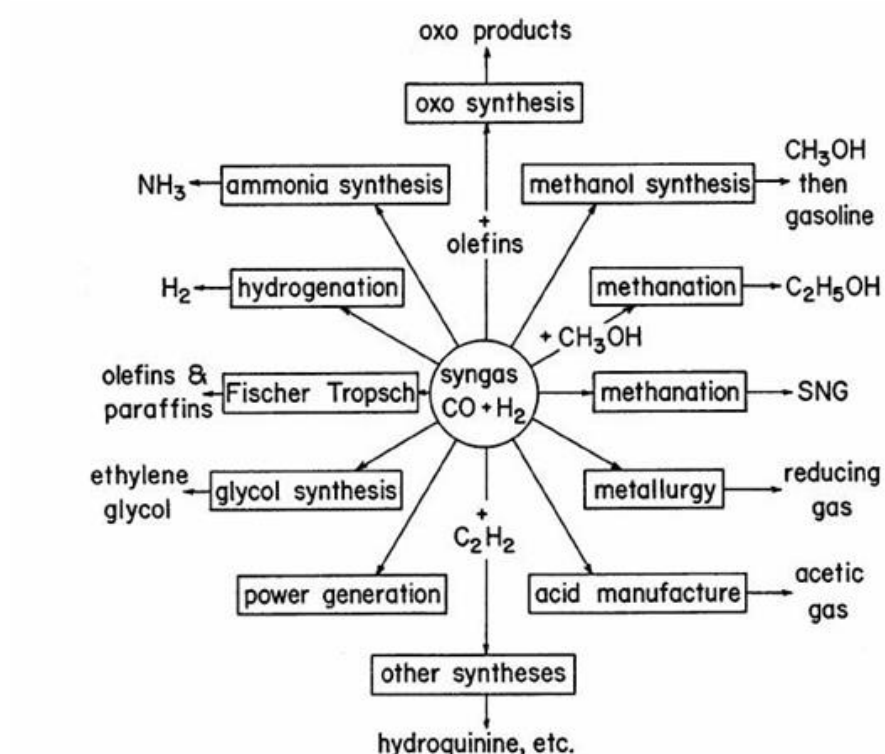 oxo products
oxo synthesis
NH₃
ammonia synthesis
methanol synthesis
CH₃OH
then
gasoline
+
olefins
H₂
hydrogenation
methanation
C₂H₅OH
+ CH₃OH
olefins &
paraffins
Fischer Tropsch
syngas
CO + H₂
methanation
SNG
ethylene
glycol
glycol synthesis
metallurgy
reducing
gas
+
C₂H₂
power generation
acid manufacture
acetic
gas
other syntheses
hydroquinine, etc.